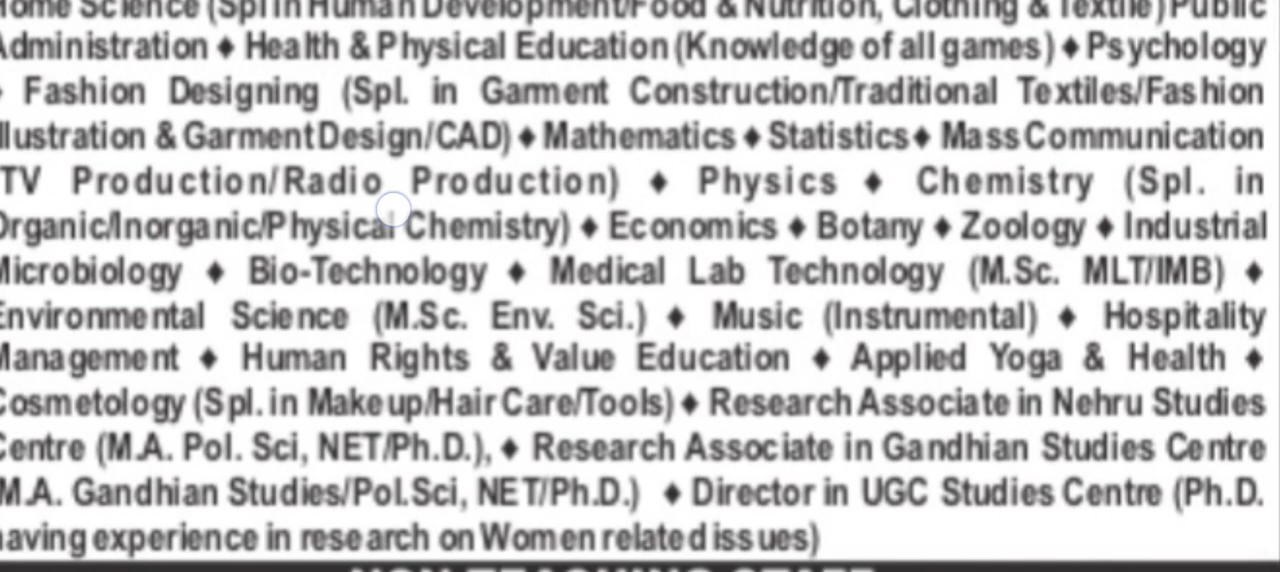 Home Science (Spl in Human Development/Food & Nutrition, Clothing & Textile) Public
Administration ♦ Health & Physical Education (Knowledge of all games) ♦ Psychology
♦ Fashion Designing (Spl. in Garment Construction/Traditional Textiles/Fashion
Illustration & Garment Design/CAD) ♦ Mathematics ♦ Statistics ♦ Mass Communication
(TV Production/Radio Production) ♦ Physics ♦ Chemistry (Spl. in
Organic/Inorganic/Physical Chemistry) ♦ Economics ♦ Botany ♦ Zoology ♦ Industrial
Microbiology ♦ Bio-Technology ♦ Medical Lab Technology (M.Sc. MLT/IMB) ♦
Environmental Science (M.Sc. Env. Sci.) ♦ Music (Instrumental) ♦ Hospitality
Management ♦ Human Rights & Value Education ♦ Applied Yoga & Health ♦
Cosmetology (Spl. in Makeup/Hair Care/Tools) ♦ Research Associate in Nehru Studies
Centre (M.A. Pol. Sci, NET/Ph.D.), ♦ Research Associate in Gandhian Studies Centre
(M.A. Gandhian Studies/Pol.Sci, NET/Ph.D.) ♦ Director in UGC Studies Centre (Ph.D.
having experience in research on Women related issues)
NON TEACHING STAFF